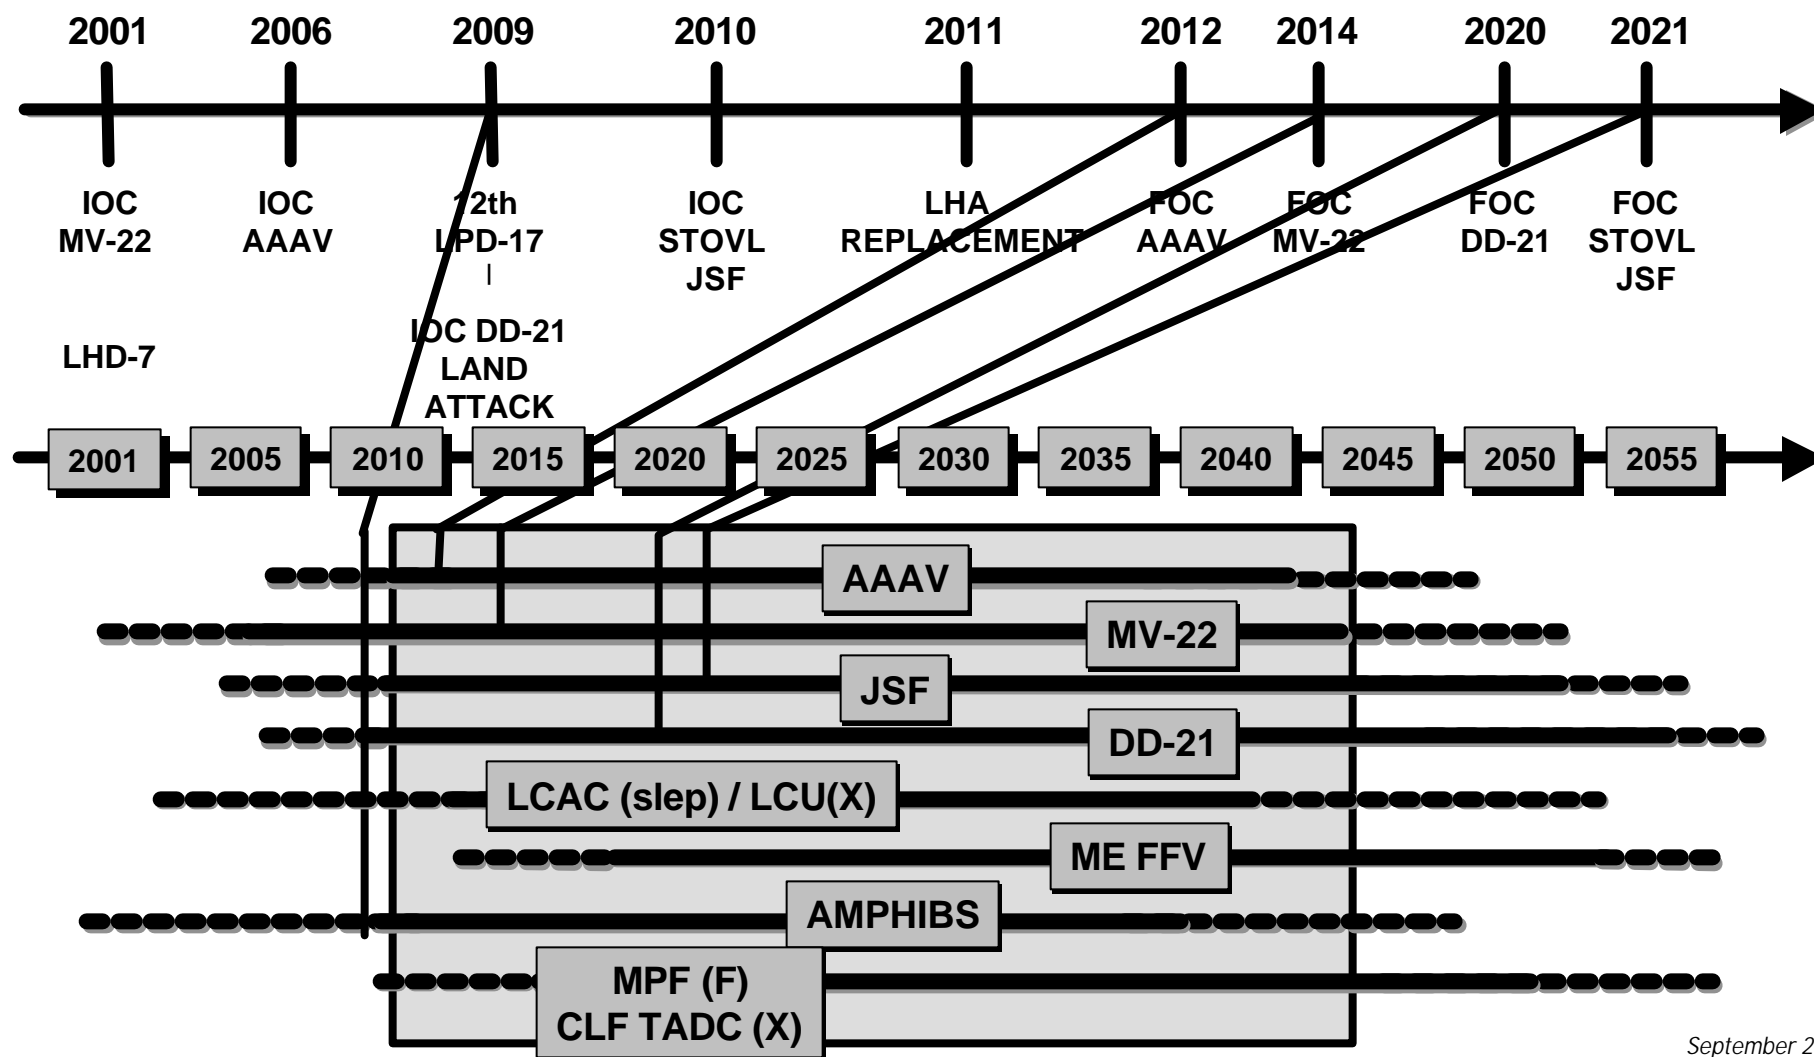 2001 2006 2009 2010 2011 2012 2014 2020 2021
IOC
MV-22
IOC
AAAV
12th
LPD-17
IOC DD-21
LAND
ATTACK
IOC
STOVL
JSF
LHA
REPLACEMENT
FOC
AAAV
FOC
MV-22
FOC
DD-21
FOC
STOVL
JSF
LHD-7
2001 2005 2010 2015 2020 2025 2030 2035 2040 2045 2050 2055
AAAV
MV-22
JSF
DD-21
LCAC (slep) / LCU(X)
ME FFV
AMPHIBS
MPF (F)
CLF TADC (X)
September 2